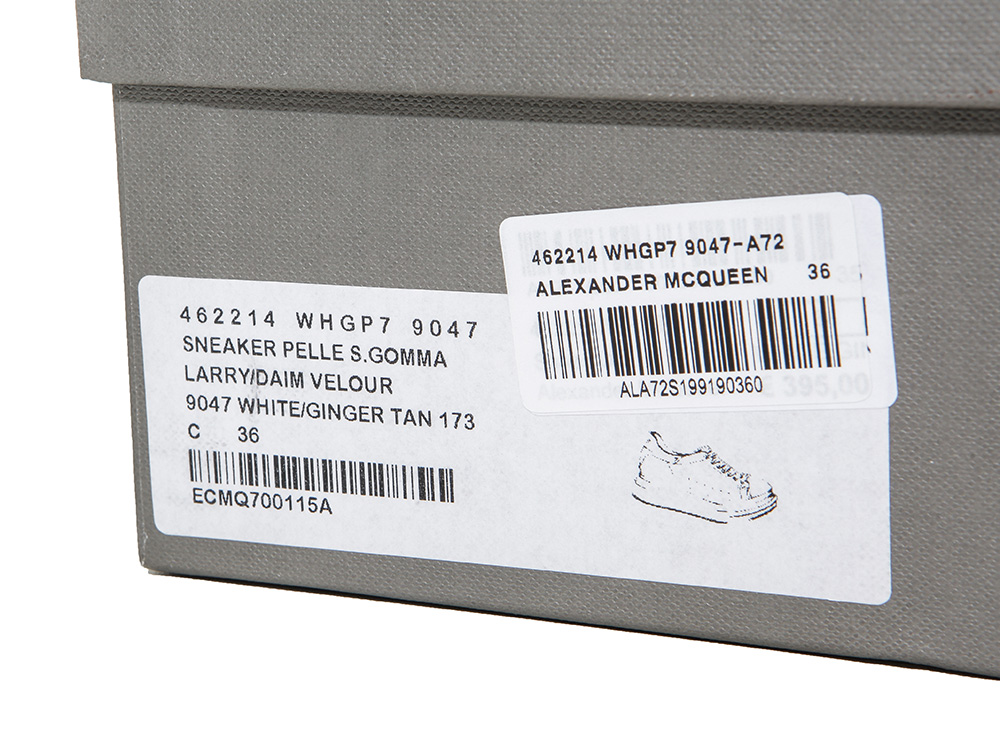 462214 WHGP7 9047-A72
ALEXANDER MCQUEEN 36
ALA72S199190360
395,00
462214 WHGP7 9047
SNEAKER PELLE S.GOMMA
LARRY/DAIM VELOUR
9047 WHITE/GINGER TAN 173
C 36
ECMQ700115A